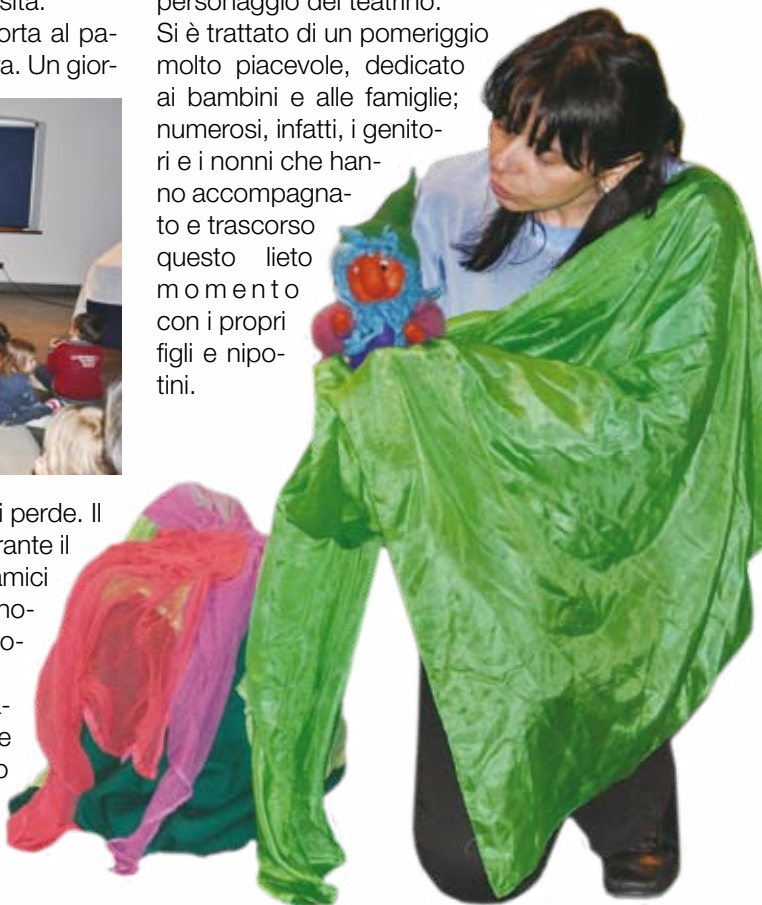 sità.
orta al pa-
a. Un gior-
i perde. Il
rante il
amici
no-
o-
e
personaggio del teatrino.
Si è trattato di un pomeriggio
molto piacevole, dedicato
ai bambini e alle famiglie;
numerosi, infatti, i genito-
ri e i nonni che han-
no accompagna-
to e trascorso
questo lieto
momento
con i propri
figli e nipo-
tini.